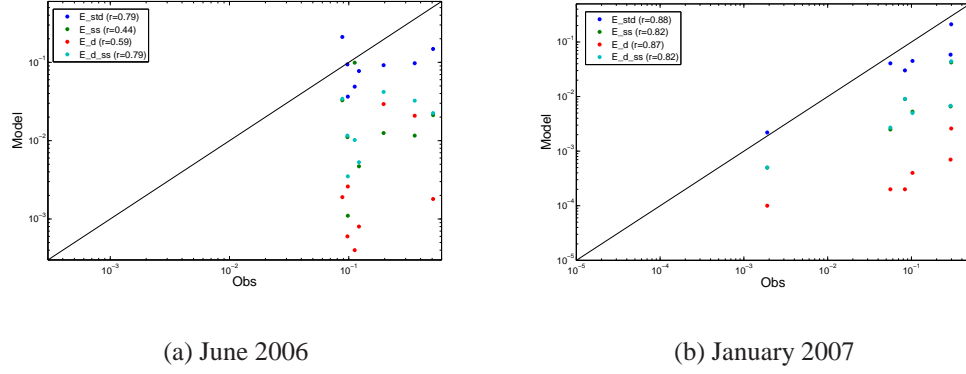 E_std (r=0.79)
E_ss (r=0.44)
E_d (r=0.59)
E_d_ss (r=0.79)
10⁻¹
10⁻²
10⁻³
Model
10⁻³
10⁻²
10⁻¹
Obs
(a) June 2006
E_std (r=0.88)
E_ss (r=0.82)
E_d (r=0.87)
E_d_ss (r=0.82)
10⁻¹
10⁻²
10⁻³
10⁻⁴
10⁻⁵
Model
10⁻⁵
10⁻⁴
10⁻³
10⁻²
10⁻¹
Obs
(b) January 2007